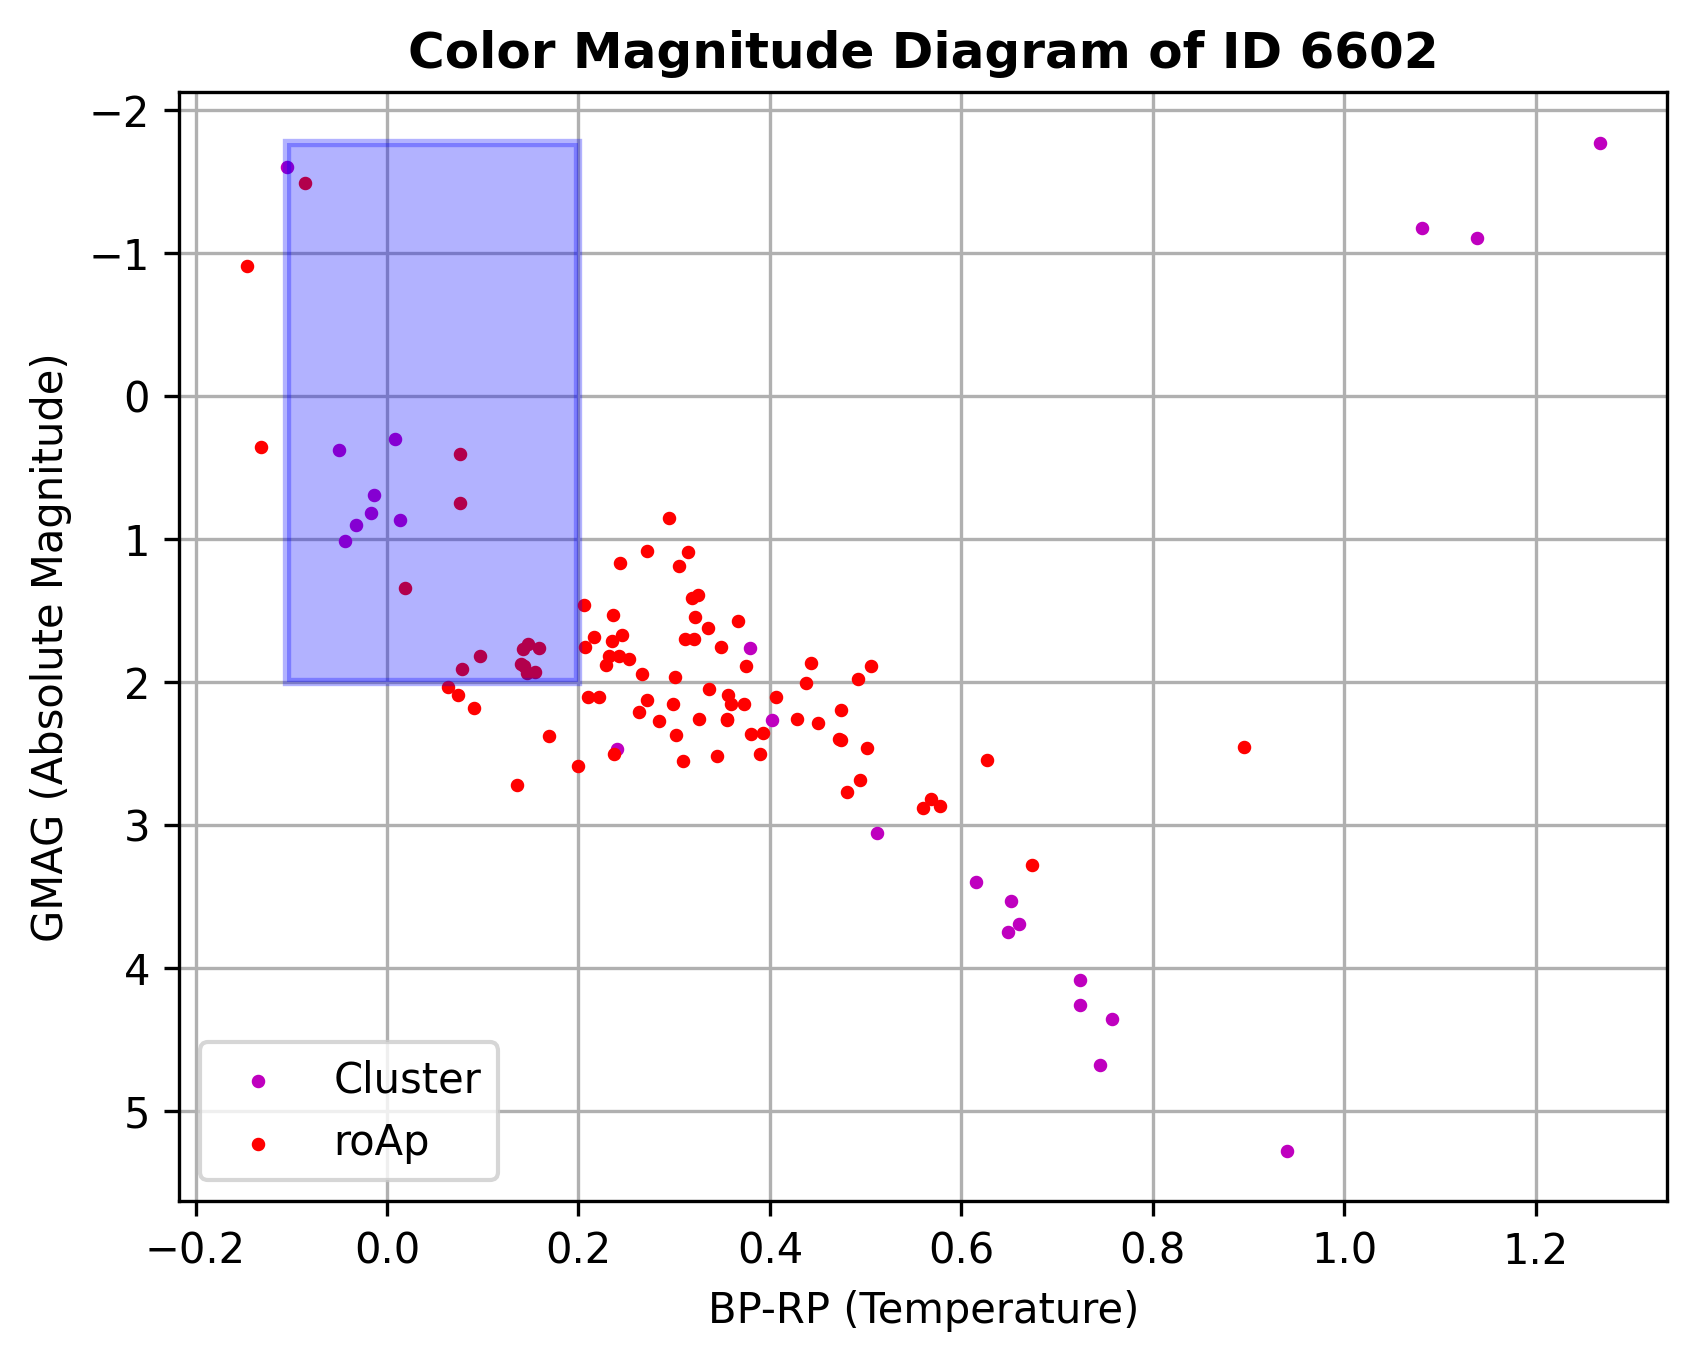 Color Magnitude Diagram of ID 6602
GMAG (Absolute Magnitude)
−2
−1
0
1
2
3
4
5
Cluster
roAp
−0.2 0.0 0.2 0.4 0.6 0.8 1.0 1.2
BP-RP (Temperature)